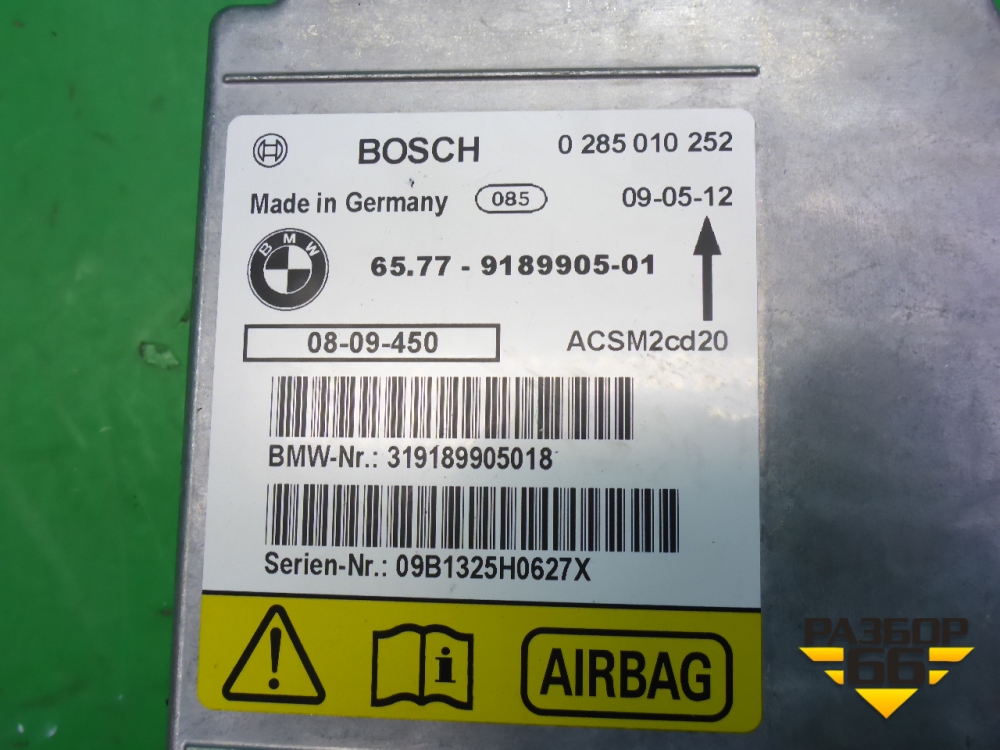 BOSCH 0 285 010 252
Made in Germany 085 09-05-12
BMW
65.77 - 9189905-01
08-09-450 ACSM2cd20
BMW-Nr.: 319189905018
Serien-Nr.: 09B1325H0627X
AIRBAG
РАЗБОР
66